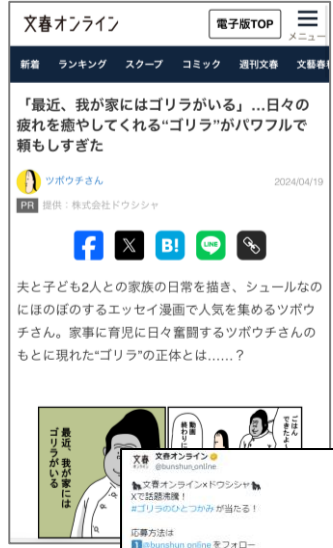 文春オンライン
電子版TOP
メニュー
新着 ランキング スクープ コミック 週刊文春 文藝春
「最近、我が家にはゴリラがいる」…日々の
疲れを癒やしてくれる“ゴリラ”がパワフルで
頼もしすぎた
ツボウチさん
2024/04/19
PR 提供：株式会社ドウシシャ
B!
LINE
夫と子ども2人との家族の日常を描き、シュールなの
にほのぼのするエッセイ漫画で人気を集めるツボウ
チさん。家事に育児に日々奮闘するツボウチさんの
もとに現れた“ゴリラ”の正体とは……？
最近、我が家には
ゴリラがいる
ごはん
できたよ〜
動画
終わりに
文春オンライン
@bunshun_online
文春オンライン×ドウシシャ
Xで話題沸騰！
#ゴリラのひとつかみ が当たる！
応募方法は
1 @bunshun_online をフォロー